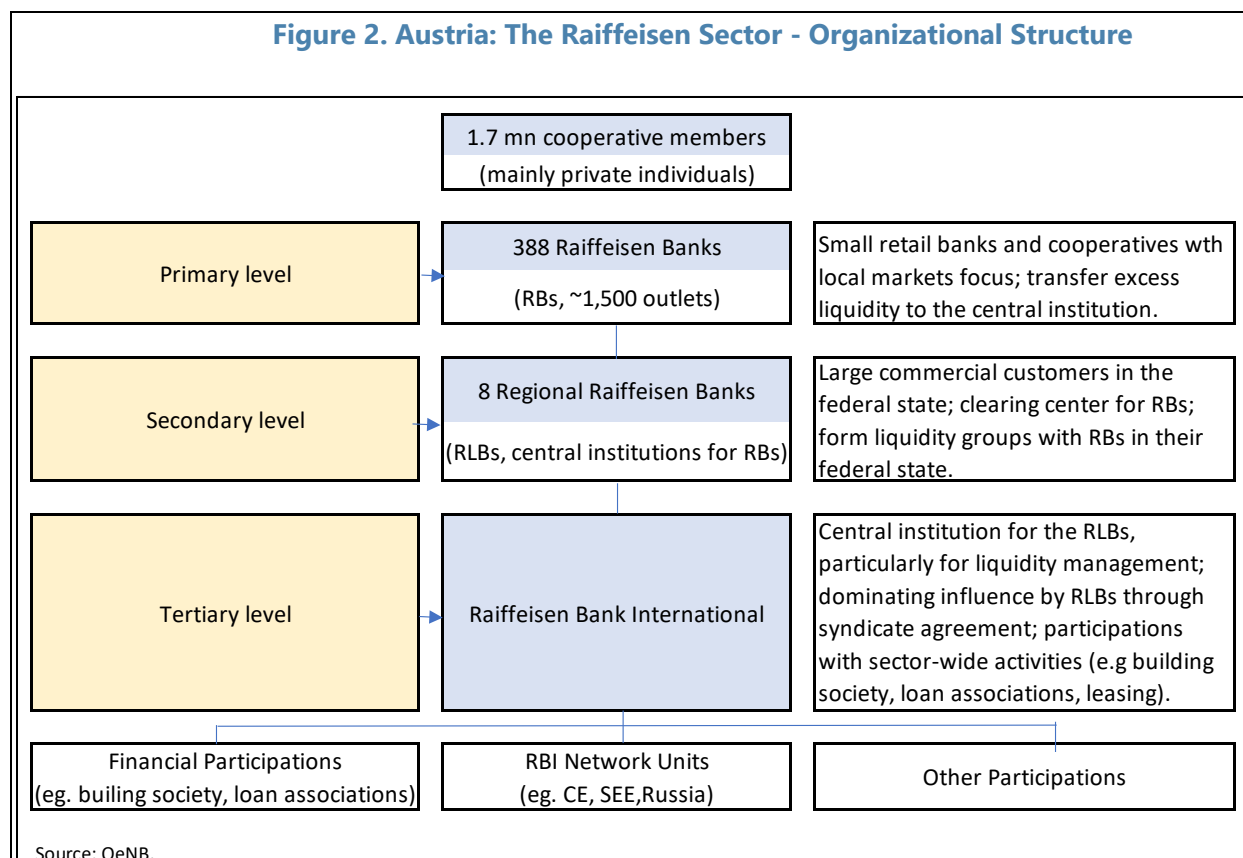 Figure 2. Austria: The Raiffeisen Sector - Organizational Structure
1.7 mn cooperative members
(mainly private individuals)
Primary level
388 Raiffeisen Banks
(RBs, ~1,500 outlets)
Small retail banks and cooperatives wth
local markets focus; transfer excess
liquidity to the central institution.
Secondary level
8 Regional Raiffeisen Banks
(RLBs, central institutions for RBs)
Large commercial customers in the
federal state; clearing center for RBs;
form liquidity groups with RBs in their
federal state.
Tertiary level
Raiffeisen Bank International
Central institution for the RLBs,
particularly for liquidity management;
dominating influence by RLBs through
syndicate agreement; participations
with sector-wide activities (e.g building
society, loan associations, leasing).
Financial Participations
(eg. builing society, loan associations)
RBI Network Units
(eg. CE, SEE,Russia)
Other Participations
Source: OeNB.